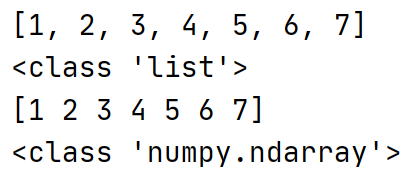 [1, 2, 3, 4, 5, 6, 7]
<class 'list'>
[1 2 3 4 5 6 7]
<class 'numpy.ndarray'>